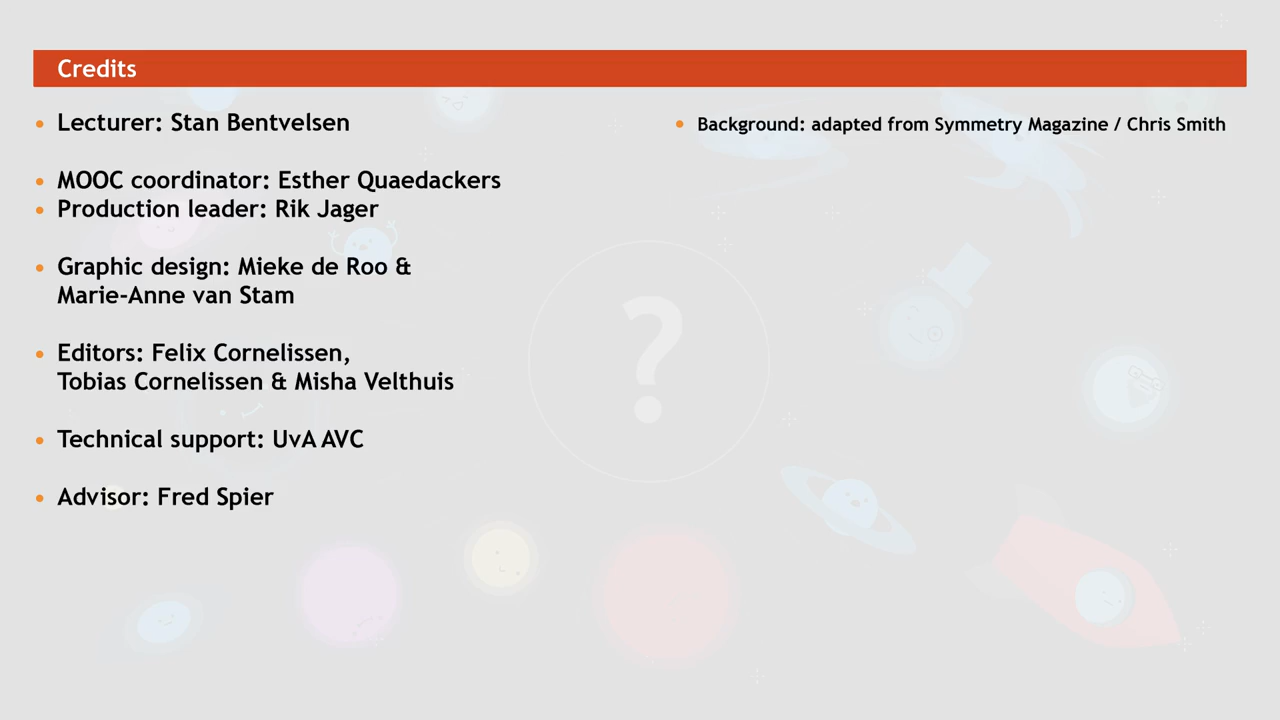 Credits
Lecturer: Stan Bentvelsen
MOOC coordinator: Esther Quaedackers
Production leader: Rik Jager
Graphic design: Mieke de Roo &
Marie-Anne van Stam
Editors: Felix Cornelissen,
Tobias Cornelissen & Misha Velthuis
Technical support: UvA AVC
Advisor: Fred Spier
Background: adapted from Symmetry Magazine / Chris Smith
?